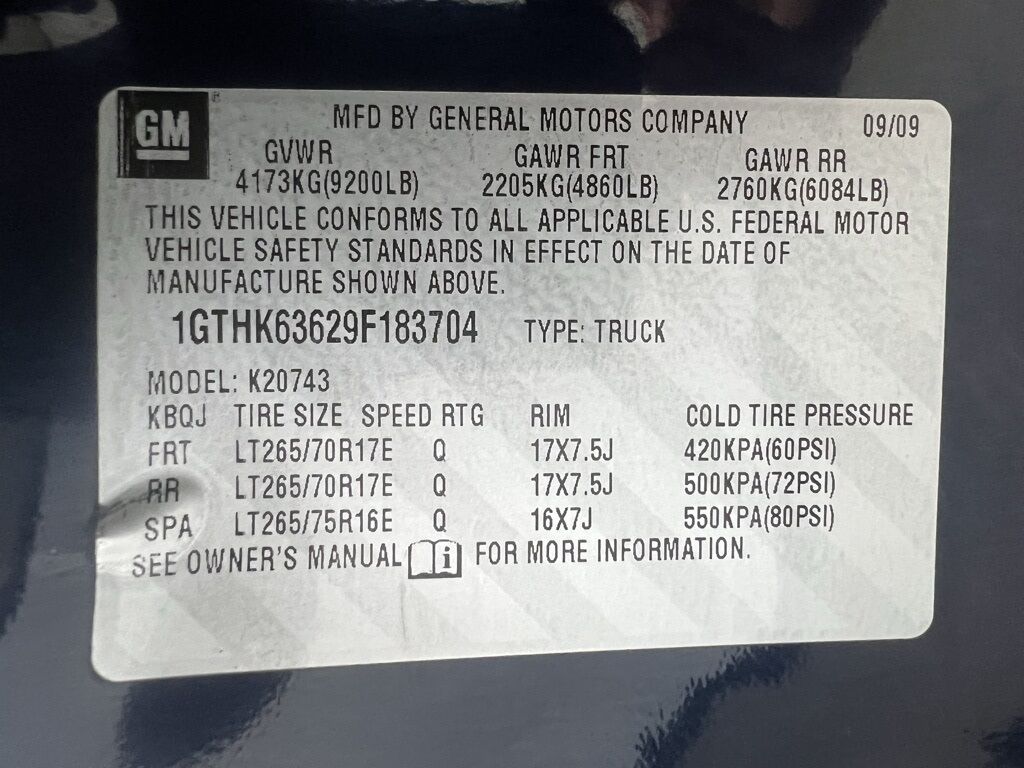 GM
MFD BY GENERAL MOTORS COMPANY 09/09
GVWR GAWR FRT GAWR RR
4173KG(9200LB) 2205KG(4860LB) 2760KG(6084LB)
THIS VEHICLE CONFORMS TO ALL APPLICABLE U.S. FEDERAL MOTOR
VEHICLE SAFETY STANDARDS IN EFFECT ON THE DATE OF
MANUFACTURE SHOWN ABOVE.
1GTHK63629F183704 TYPE: TRUCK
MODEL: K20743
KBQJ TIRE SIZE SPEED RTG RIM COLD TIRE PRESSURE
FRT LT265/70R17E Q 17X7.5J 420KPA(60PSI)
RR LT265/70R17E Q 17X7.5J 500KPA(72PSI)
SPA LT265/75R16E Q 16X7J 550KPA(80PSI)
SEE OWNER'S MANUAL i FOR MORE INFORMATION.